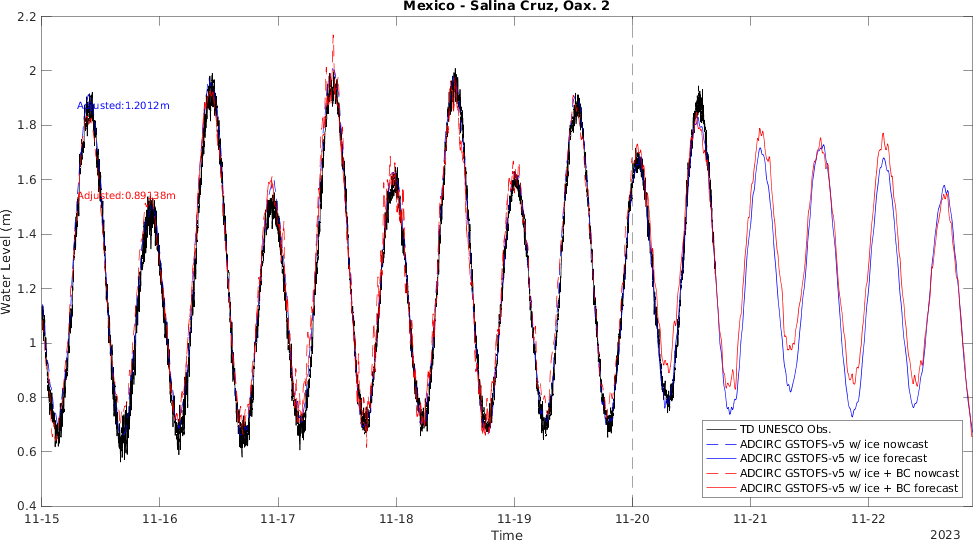 Mexico - Salina Cruz, Oax. 2
2.2
2
1.8
1.6
1.4
1.2
1
0.8
0.6
0.4
Water Level (m)
Adjusted:1.2012m
Adjusted:0.89138m
TD UNESCO Obs.
ADCIRC GSTOFS-v5 w/ ice nowcast
ADCIRC GSTOFS-v5 w/ ice forecast
ADCIRC GSTOFS-v5 w/ ice + BC nowcast
ADCIRC GSTOFS-v5 w/ ice + BC forecast
11-15 11-16 11-17 11-18 11-19 11-20 11-21 11-22
Time
2023